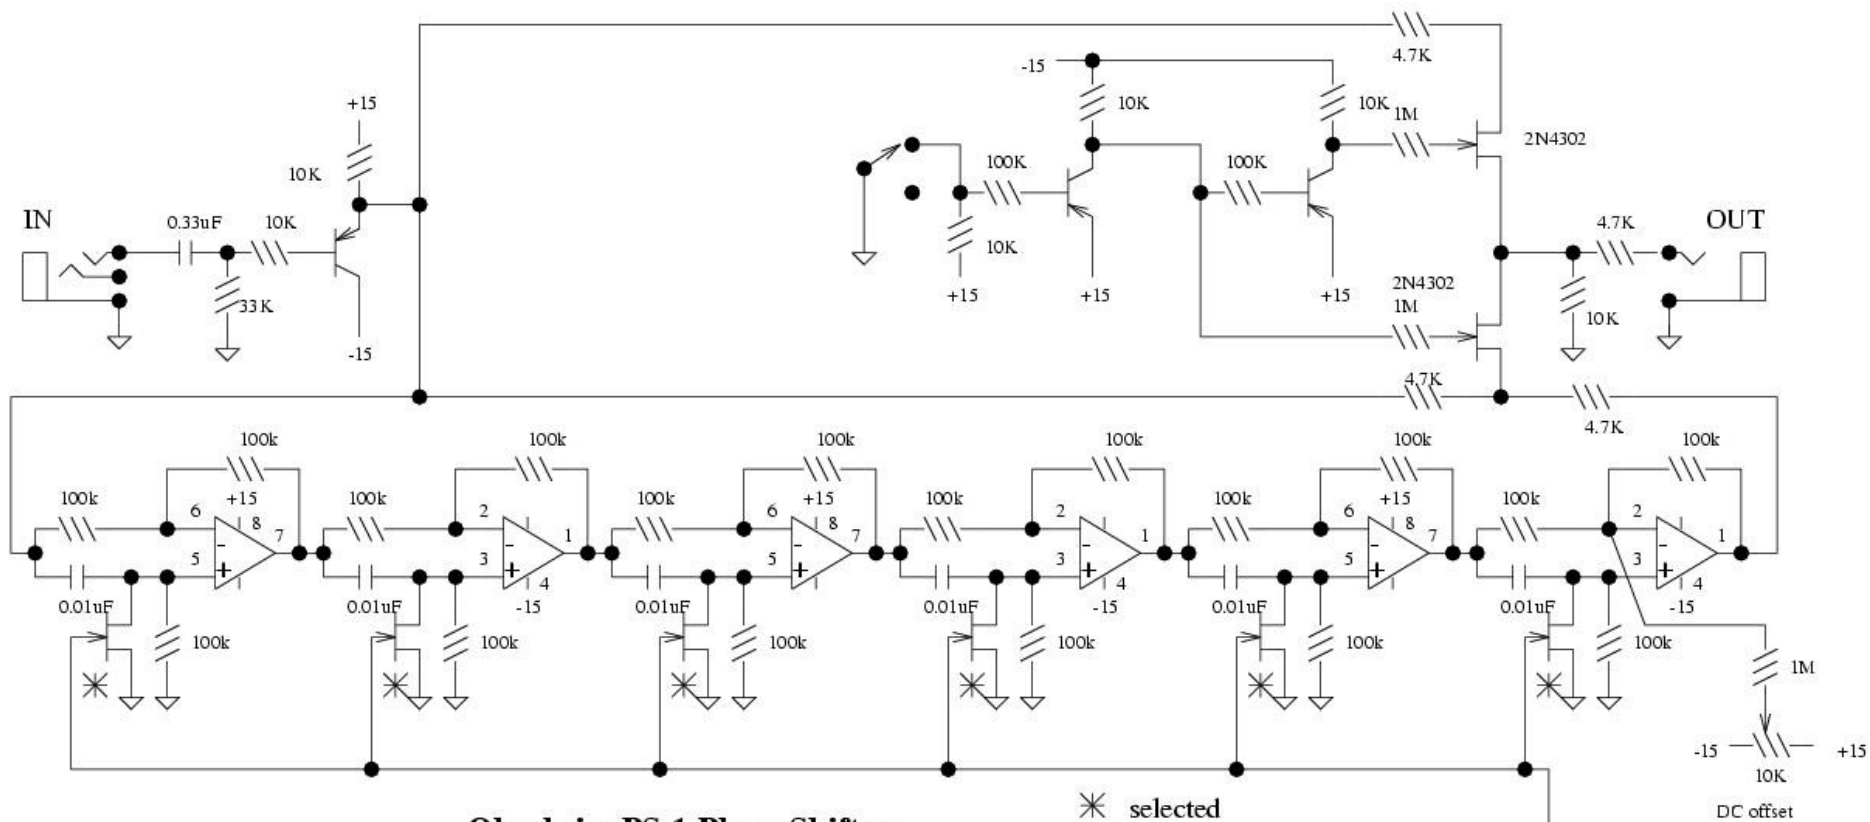 4.7K
-15
10K
10K
1M
2N4302
+15
10K
100K
100K
IN
0.33uF
10K
33K
-15
10K
+15
+15
+15
2N4302
1M
4.7K
OUT
10K
4.7K
4.7K
100k
100k
100k
100k
100k
100k
100k
6
+15
8
7
5
-
+
0.01uF
100k
100k
2
1
3
-
+
4
-15
0.01uF
100k
100k
6
+15
8
7
5
-
+
0.01uF
100k
100k
2
1
3
-
+
4
-15
0.01uF
100k
100k
6
+15
8
7
5
-
+
0.01uF
100k
100k
2
1
3
-
+
4
-15
0.01uF
100k
1M
-15
+15
10K
DC offset
selected